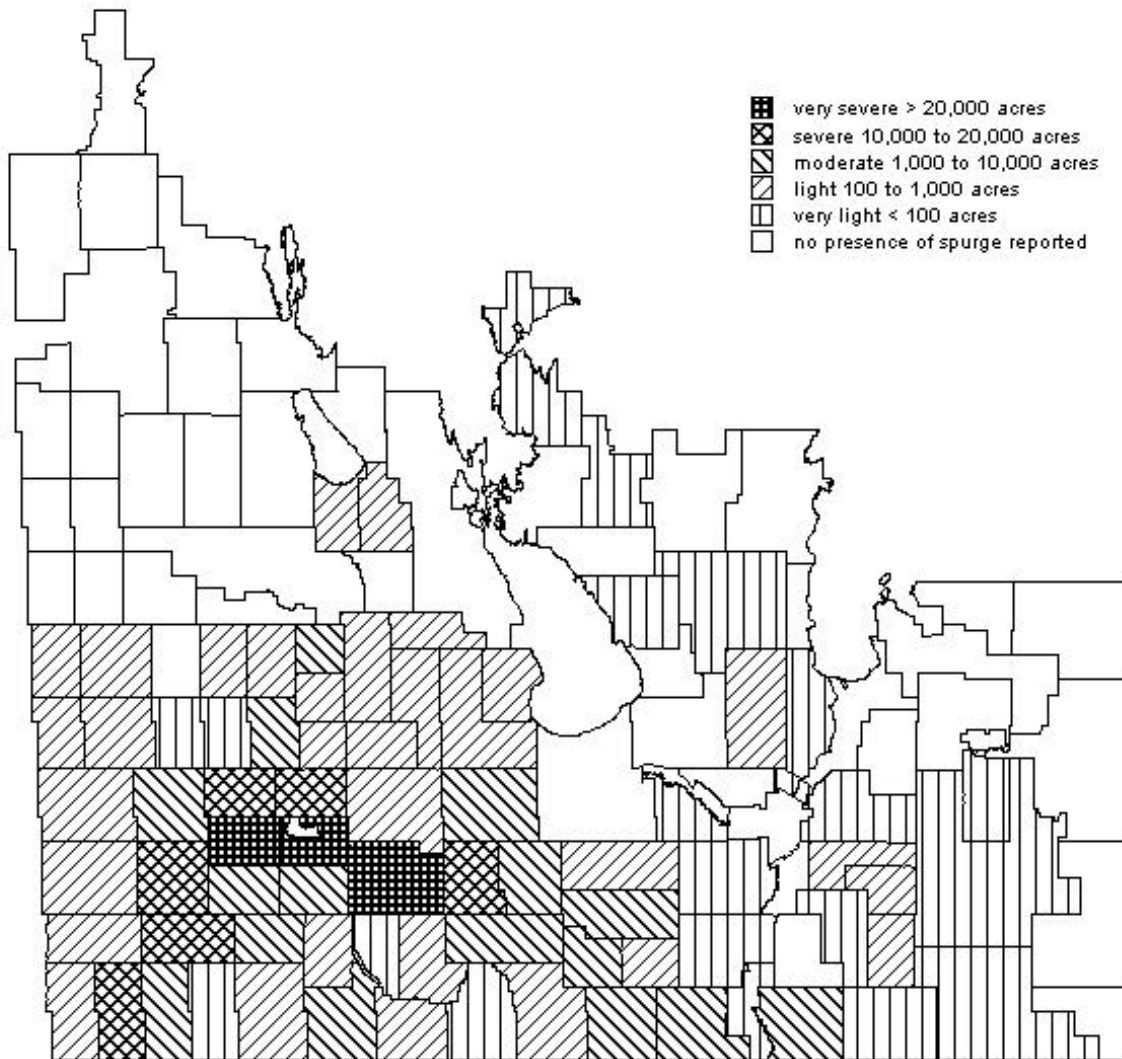 very severe > 20,000 acres
severe 10,000 to 20,000 acres
moderate 1,000 to 10,000 acres
light 100 to 1,000 acres
very light < 100 acres
no presence of spurge reported